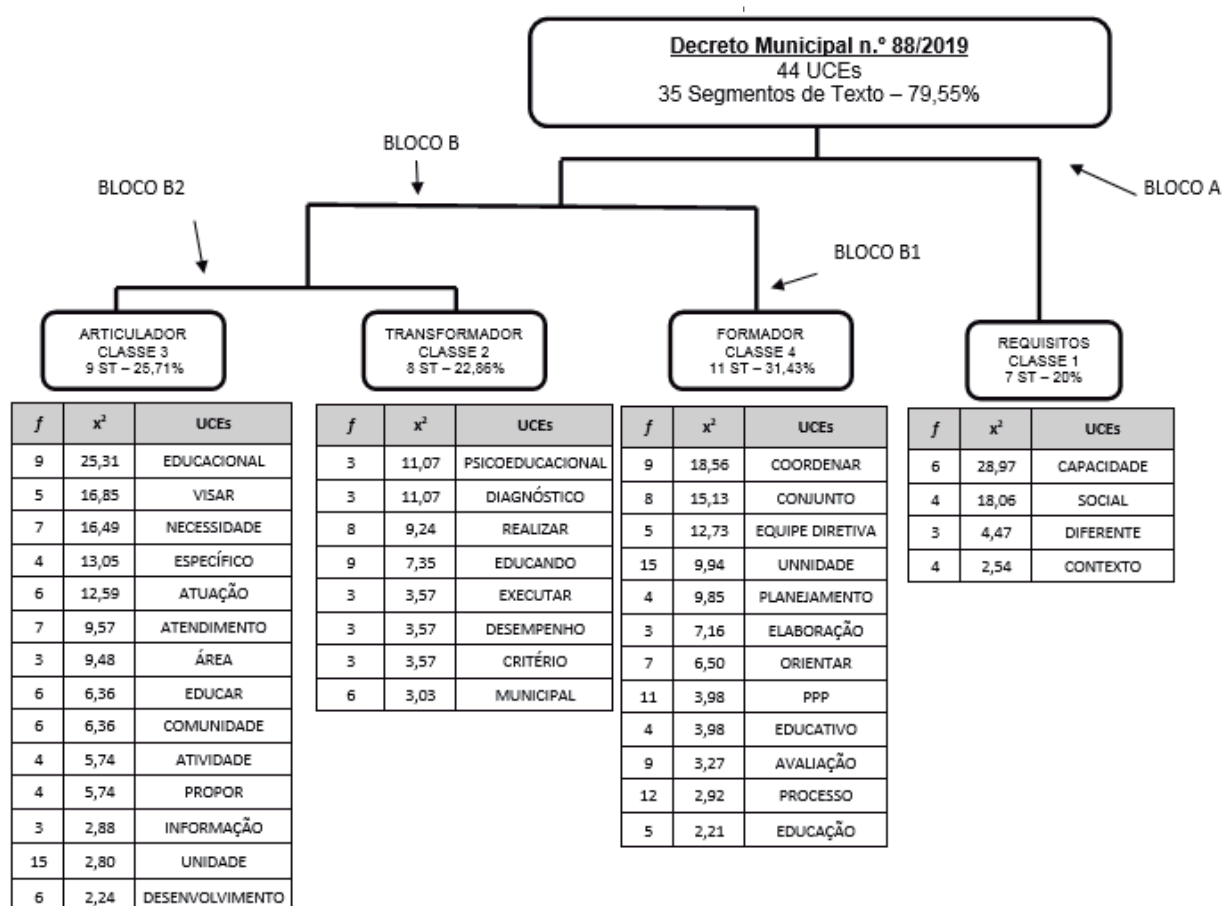 Decreto Municipal n.º 88/2019
44 UCEs
35 Segmentos de Texto – 79,55%
BLOCO B
BLOCO B2
BLOCO A
BLOCO B1
ARTICULADOR
CLASSE 3
9 ST – 25,71%
TRANSFORMADOR
CLASSE 2
8 ST – 22,86%
FORMADOR
CLASSE 4
11 ST – 31,43%
REQUISITOS
CLASSE 1
7 ST – 20%
f x² UCEs
9 25,31 EDUCACIONAL
5 16,85 VISAR
7 16,49 NECESSIDADE
4 13,05 ESPECÍFICO
6 12,59 ATUAÇÃO
7 9,57 ATENDIMENTO
3 9,48 ÁREA
6 6,36 EDUCAR
6 6,36 COMUNIDADE
4 5,74 ATIVIDADE
4 5,74 PROPOR
3 2,88 INFORMAÇÃO
15 2,80 UNIDADE
6 2,24 DESENVOLVIMENTO
f x² UCEs
3 11,07 PSICOEDUCACIONAL
3 11,07 DIAGNÓSTICO
8 9,24 REALIZAR
9 7,35 EDUCANDO
3 3,57 EXECUTAR
3 3,57 DESEMPENHO
3 3,57 CRITÉRIO
6 3,03 MUNICIPAL
f x² UCEs
9 18,56 COORDENAR
8 15,13 CONJUNTO
5 12,73 EQUIPE DIRETIVA
15 9,94 UNNIDADE
4 9,85 PLANEJAMENTO
3 7,16 ELABORAÇÃO
7 6,50 ORIENTAR
11 3,98 PPP
4 3,98 EDUCATIVO
9 3,27 AVALIAÇÃO
12 2,92 PROCESSO
5 2,21 EDUCAÇÃO
f x² UCEs
6 28,97 CAPACIDADE
4 18,06 SOCIAL
3 4,47 DIFERENTE
4 2,54 CONTEXTO